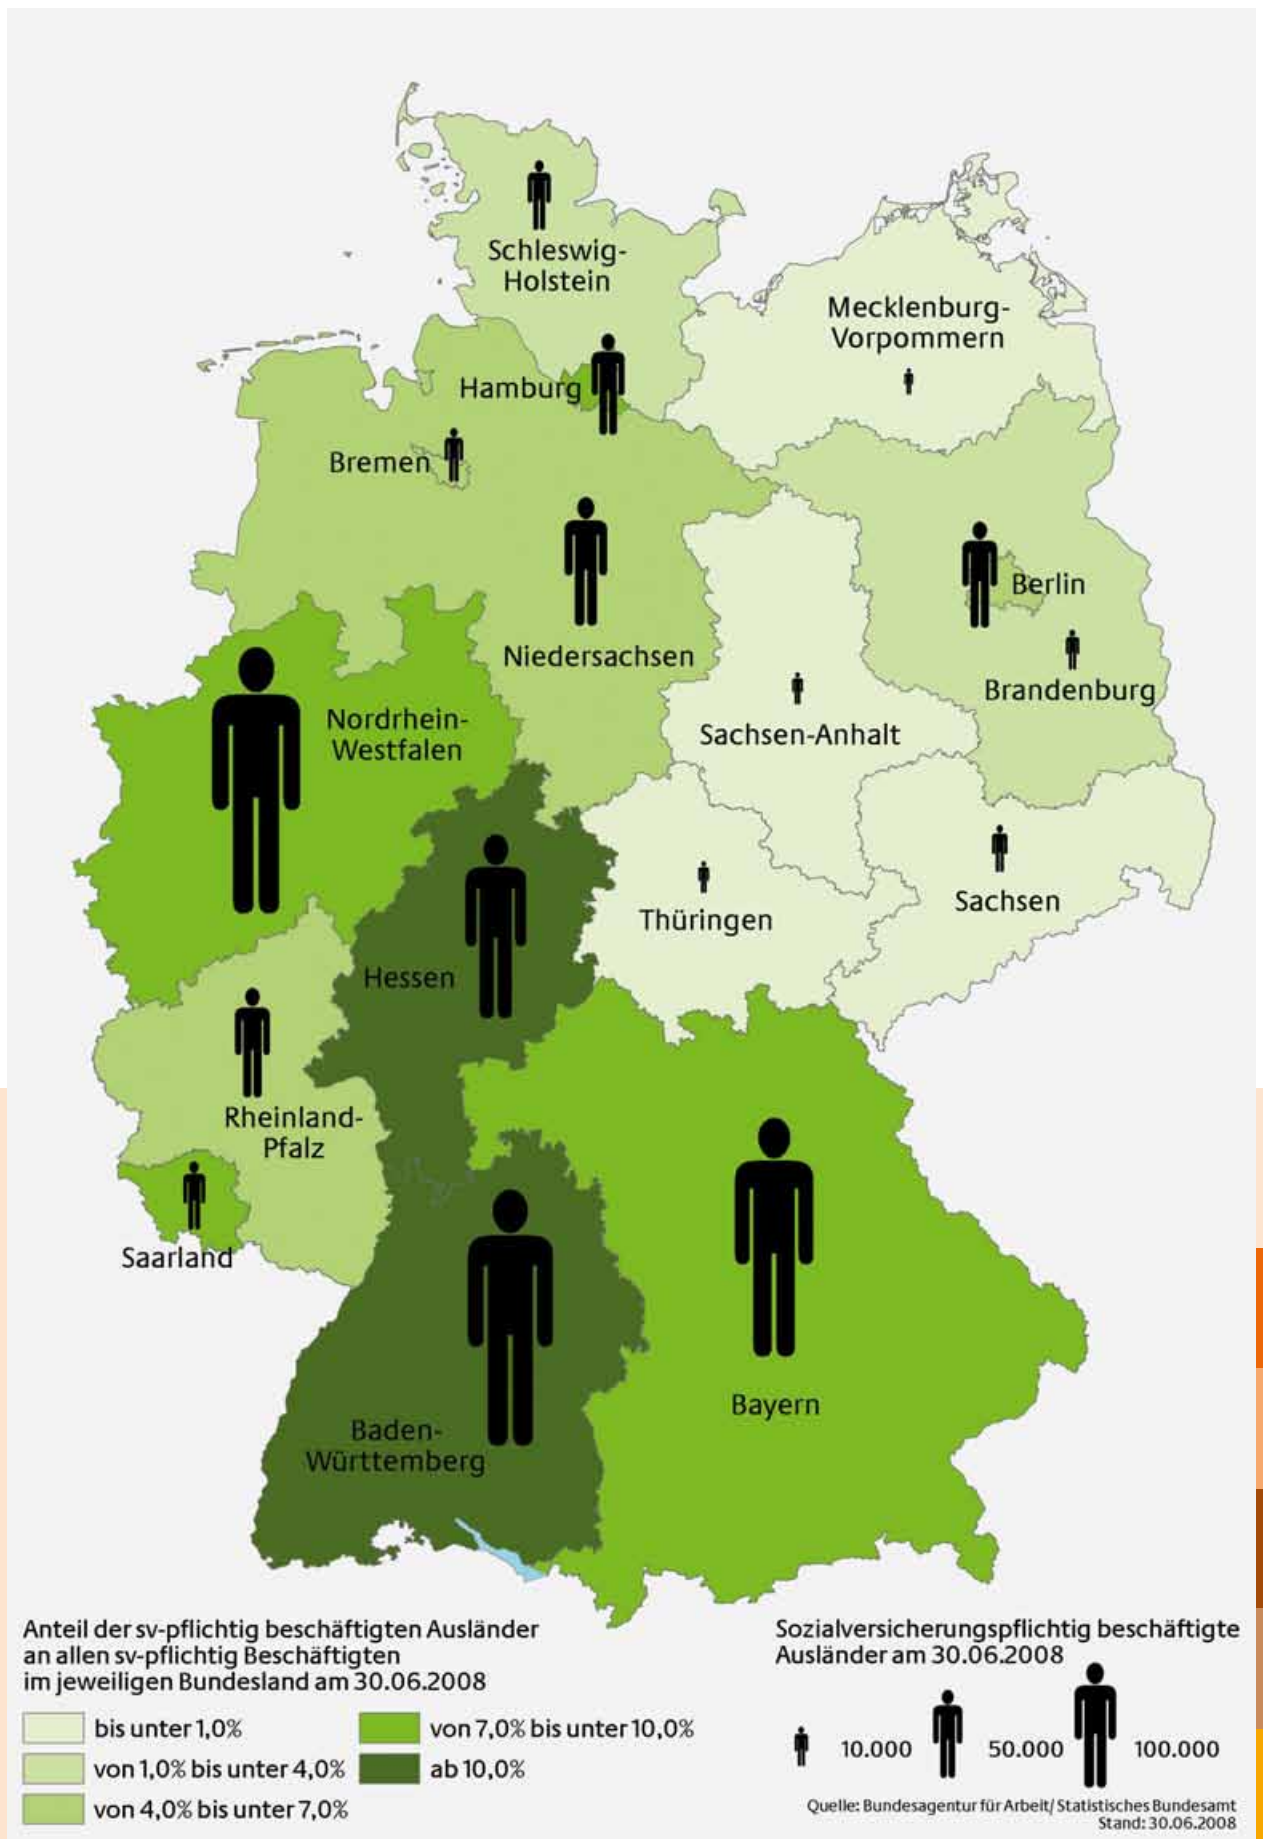 Schleswig-
Holstein
Mecklenburg-
Vorpommern
Hamburg
Bremen
Berlin
Niedersachsen
Brandenburg
Nordrhein-
Westfalen
Sachsen-Anhalt
Sachsen
Thüringen
Hessen
Rheinland-
Pfalz
Saarland
Bayern
Baden-
Württemberg
Anteil der sv-pflichtig beschäftigten Ausländer
an allen sv-pflichtig Beschäftigten
im jeweiligen Bundesland am 30.06.2008
bis unter 1,0%
von 1,0% bis unter 4,0%
von 4,0% bis unter 7,0%
von 7,0% bis unter 10,0%
ab 10,0%
Sozialversicherungspflichtig beschäftigte
Ausländer am 30.06.2008
10.000 50.000 100.000
Quelle: Bundesagentur für Arbeit/ Statistisches Bundesamt
Stand: 30.06.2008